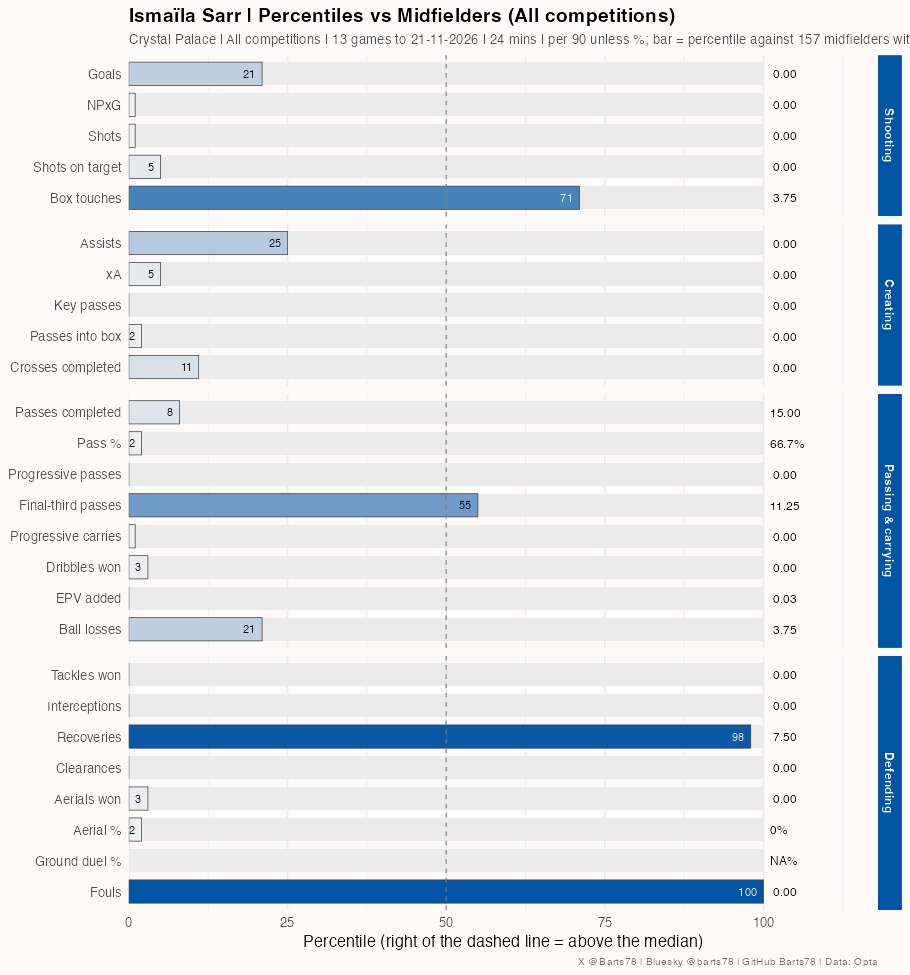 Ismaïla Sarr | Percentiles vs Midfielders (All competitions)
Crystal Palace | All competitions | 13 games to 21-11-2026 | 24 mins | per 90 unless %; bar = percentile against 157 midfielders wit
Goals 21 0.00
NPxG 0.00
Shots 0.00
Shots on target 5 0.00
Box touches 71 3.75
Shooting
Assists 25 0.00
xA 5 0.00
Key passes 0.00
Passes into box 2 0.00
Crosses completed 11 0.00
Creating
Passes completed 8 15.00
Pass % 2 66.7%
Progressive passes 0.00
Final-third passes 55 11.25
Progressive carries 0.00
Dribbles won 3 0.00
EPV added 0.03
Ball losses 21 3.75
Passing & carrying
Tackles won 0.00
Interceptions 0.00
Recoveries 98 7.50
Clearances 0.00
Aerials won 3 0.00
Aerial % 2 0%
Ground duel % NA%
Fouls 100 0.00
Defending
0 25 50 75 100
Percentile (right of the dashed line = above the median)
X @Barts78 | Bluesky @barts78 | GitHub Barts78 | Data: Opta